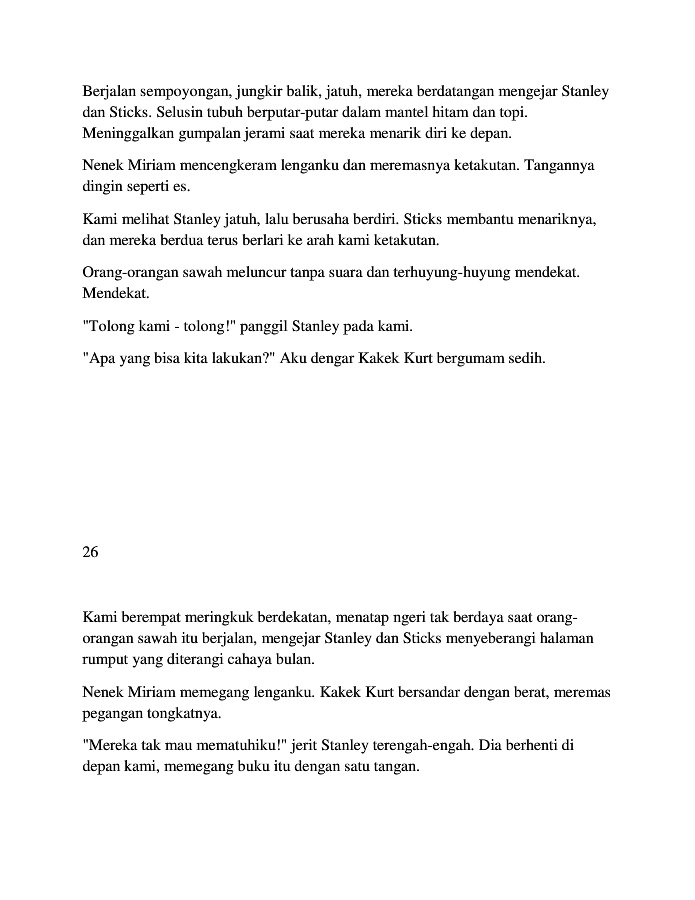 Berjalan sempoyongan, jungkir balik, jatuh, mereka berdatangan mengejar Stanley
dan Sticks. Selusin tubuh berputar-putar dalam mantel hitam dan topi.
Meninggalkan gumpalan jerami saat mereka menarik diri ke depan.
Nenek Miriam mencengkeram lenganku dan meremasnya ketakutan. Tangannya
dingin seperti es.
Kami melihat Stanley jatuh, lalu berusaha berdiri. Sticks membantu menariknya,
dan mereka berdua terus berlari ke arah kami ketakutan.
Orang-orangan sawah meluncur tanpa suara dan terhuyung-huyung mendekat.
Mendekat.
"Tolong kami - tolong!" panggil Stanley pada kami.
"Apa yang bisa kita lakukan?" Aku dengar Kakek Kurt bergumam sedih.
26
Kami berempat meringkuk berdekatan, menatap ngeri tak berdaya saat orang-
orangan sawah itu berjalan, mengejar Stanley dan Sticks menyeberangi halaman
rumput yang diterangi cahaya bulan.
Nenek Miriam memegang lenganku. Kakek Kurt bersandar dengan berat, meremas
pegangan tongkatnya.
"Mereka tak mau mematuhiku!" jerit Stanley terengah-engah. Dia berhenti di
depan kami, memegang buku itu dengan satu tangan.